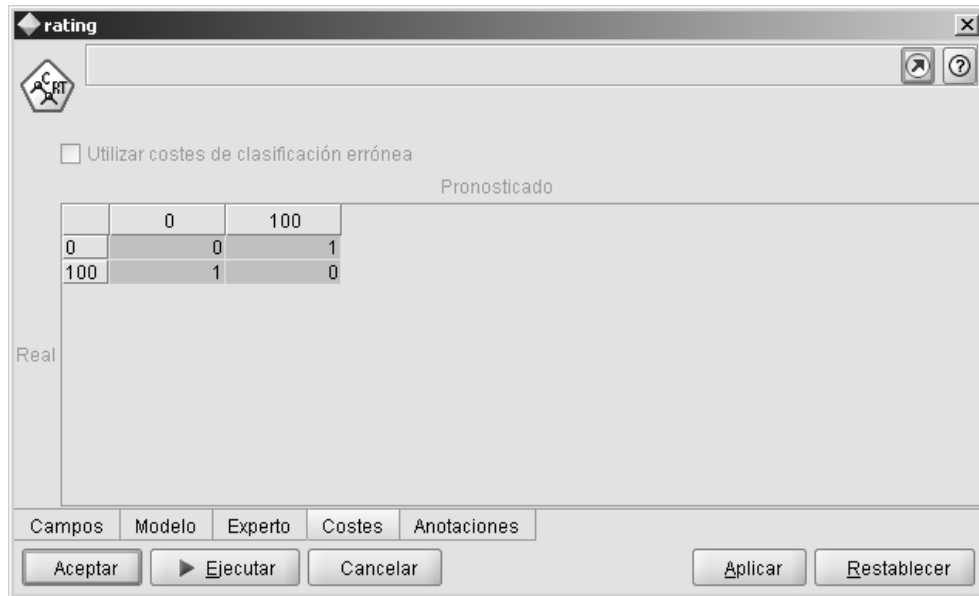 rating
C RT
Utilizar costes de clasificación errónea
Pronosticado
0 100
0 0 1
100 1 0
Real
Campos Modelo Experto Costes Anotaciones
Aceptar Ejecutar Cancelar Aplicar Restablecer